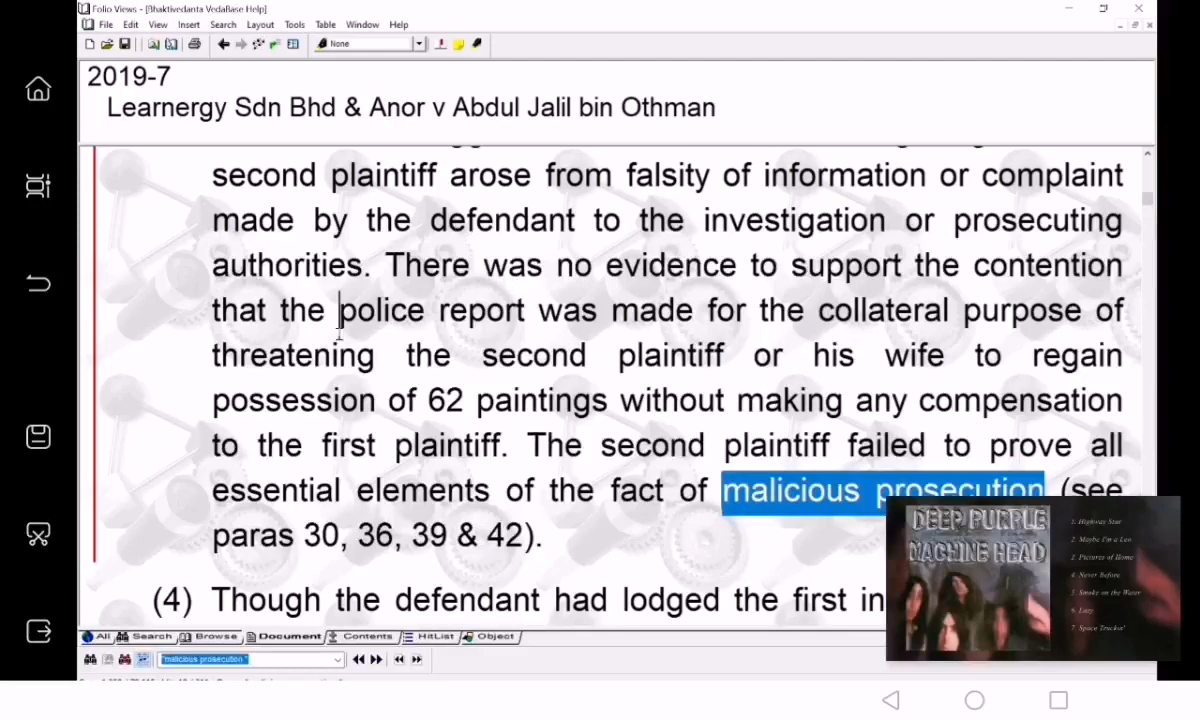 Folio Views - [Bhaktivedanta VedaBase Help]
File Edit View Insert Search Layout Tools Table Window Help
None
2019-7
Learnergy Sdn Bhd & Anor v Abdul Jalil bin Othman
second plaintiff arose from falsity of information or complaint
made by the defendant to the investigation or prosecuting
authorities. There was no evidence to support the contention
that the police report was made for the collateral purpose of
threatening the second plaintiff or his wife to regain
possession of 62 paintings without making any compensation
to the first plaintiff. The second plaintiff failed to prove all
essential elements of the fact of malicious prosecution (see
paras 30, 36, 39 & 42).
(4) Though the defendant had lodged the first in
DEEP PURPLE
MACHINE HEAD
1. Highway Star
2. Maybe I'm a Leo
3. Pictures of Home
4. Never Before
5. Smoke on the Water
6. Lazy
7. Space Truckin'
All Search Browse Document Contents HitList Object
"malicious prosecution "